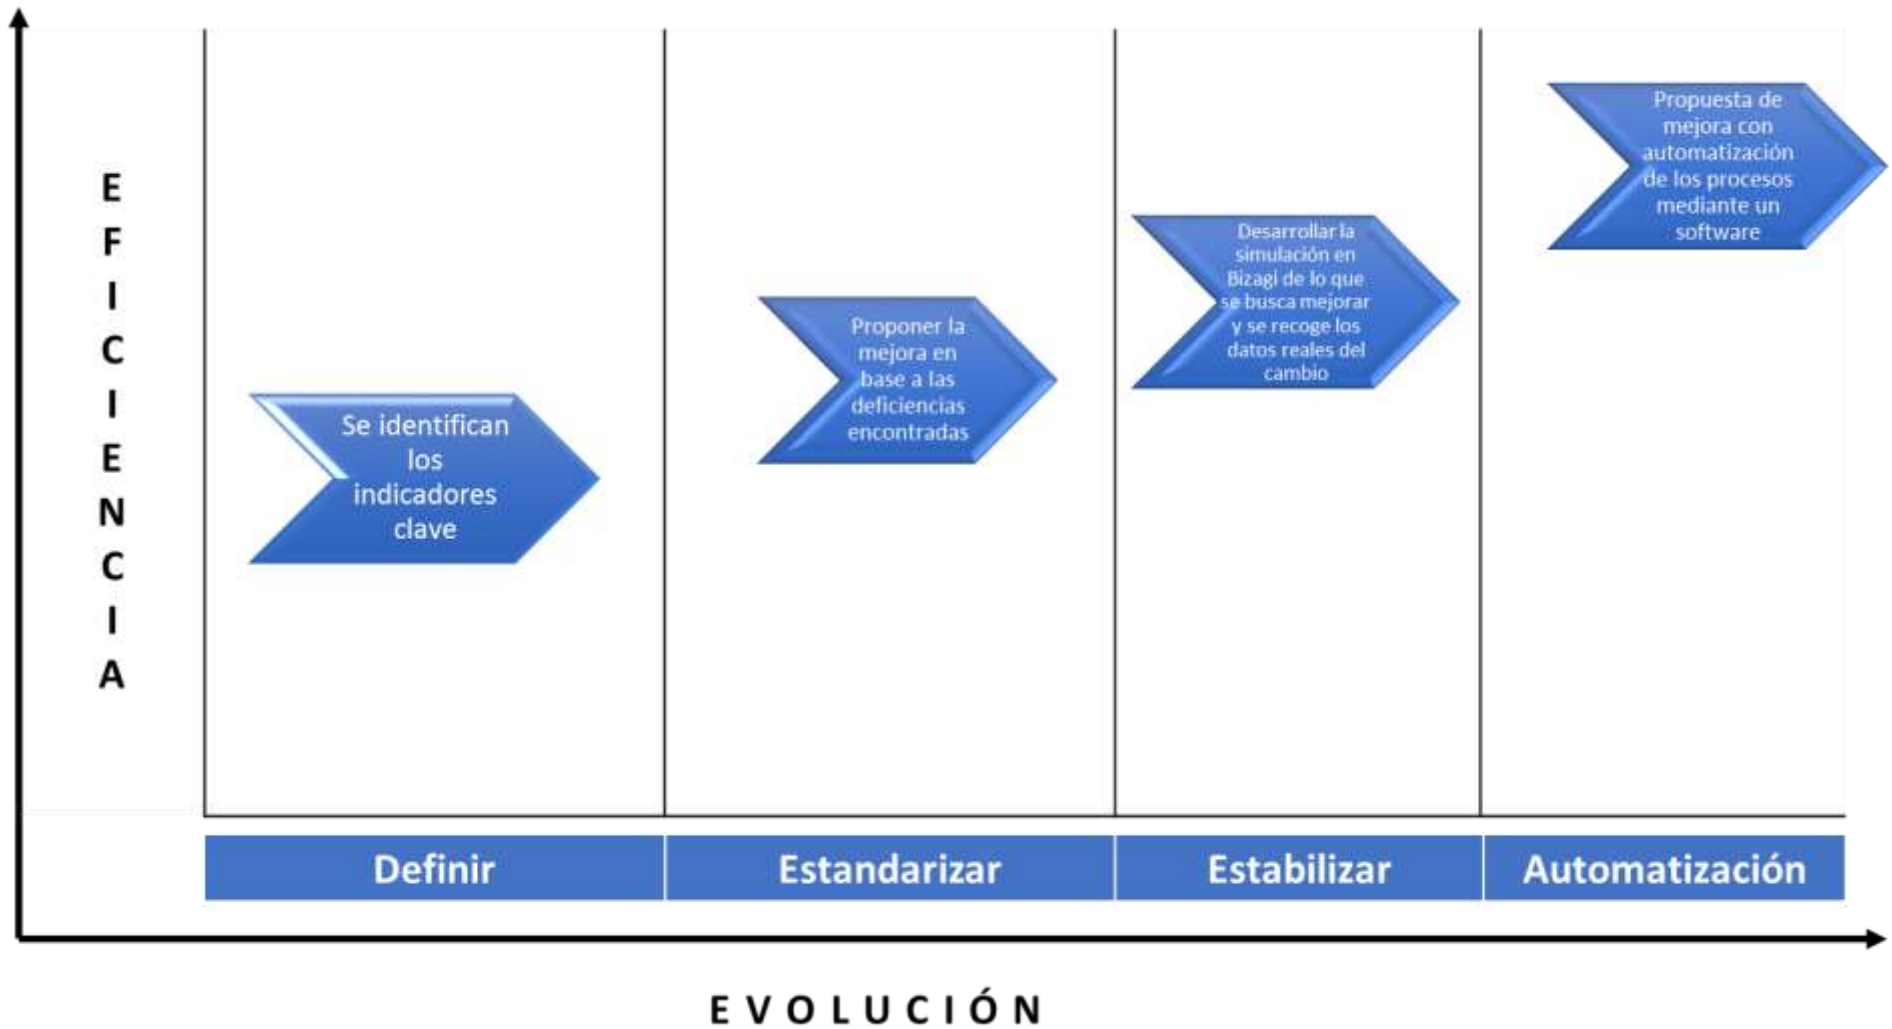 EFICIENCIA
Se identifican
los
indicadores
clave
Proponer la
mejora en
base a las
deficiencias
encontradas
Desarrollar la
simulación en
Bizagi de lo que
se busca mejorar
y se recoge los
datos reales del
cambio
Propuesta de
mejora con
automatización
de los procesos
mediante un
software
Definir
Estandarizar
Estabilizar
Automatización
EVOLUCIÓN